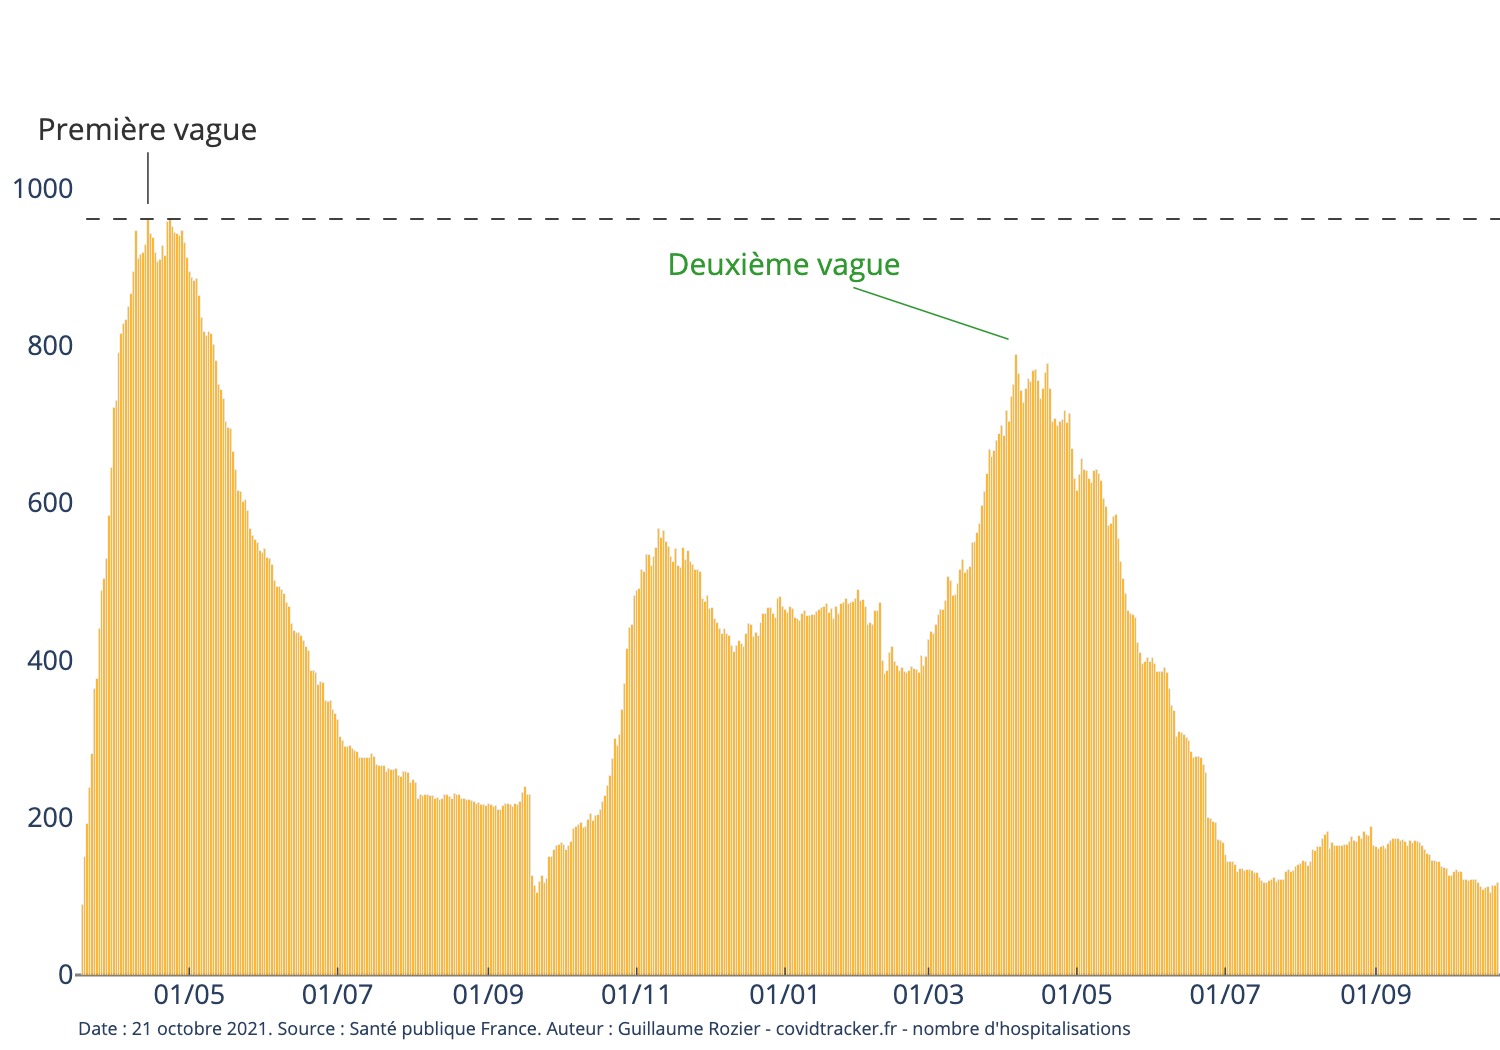 Première vague
1000
Deuxième vague
800
600
400
200
0
01/05 01/07 01/09 01/11 01/01 01/03 01/05 01/07 01/09
Date : 21 octobre 2021. Source : Santé publique France. Auteur : Guillaume Rozier - covidtracker.fr - nombre d'hospitalisations